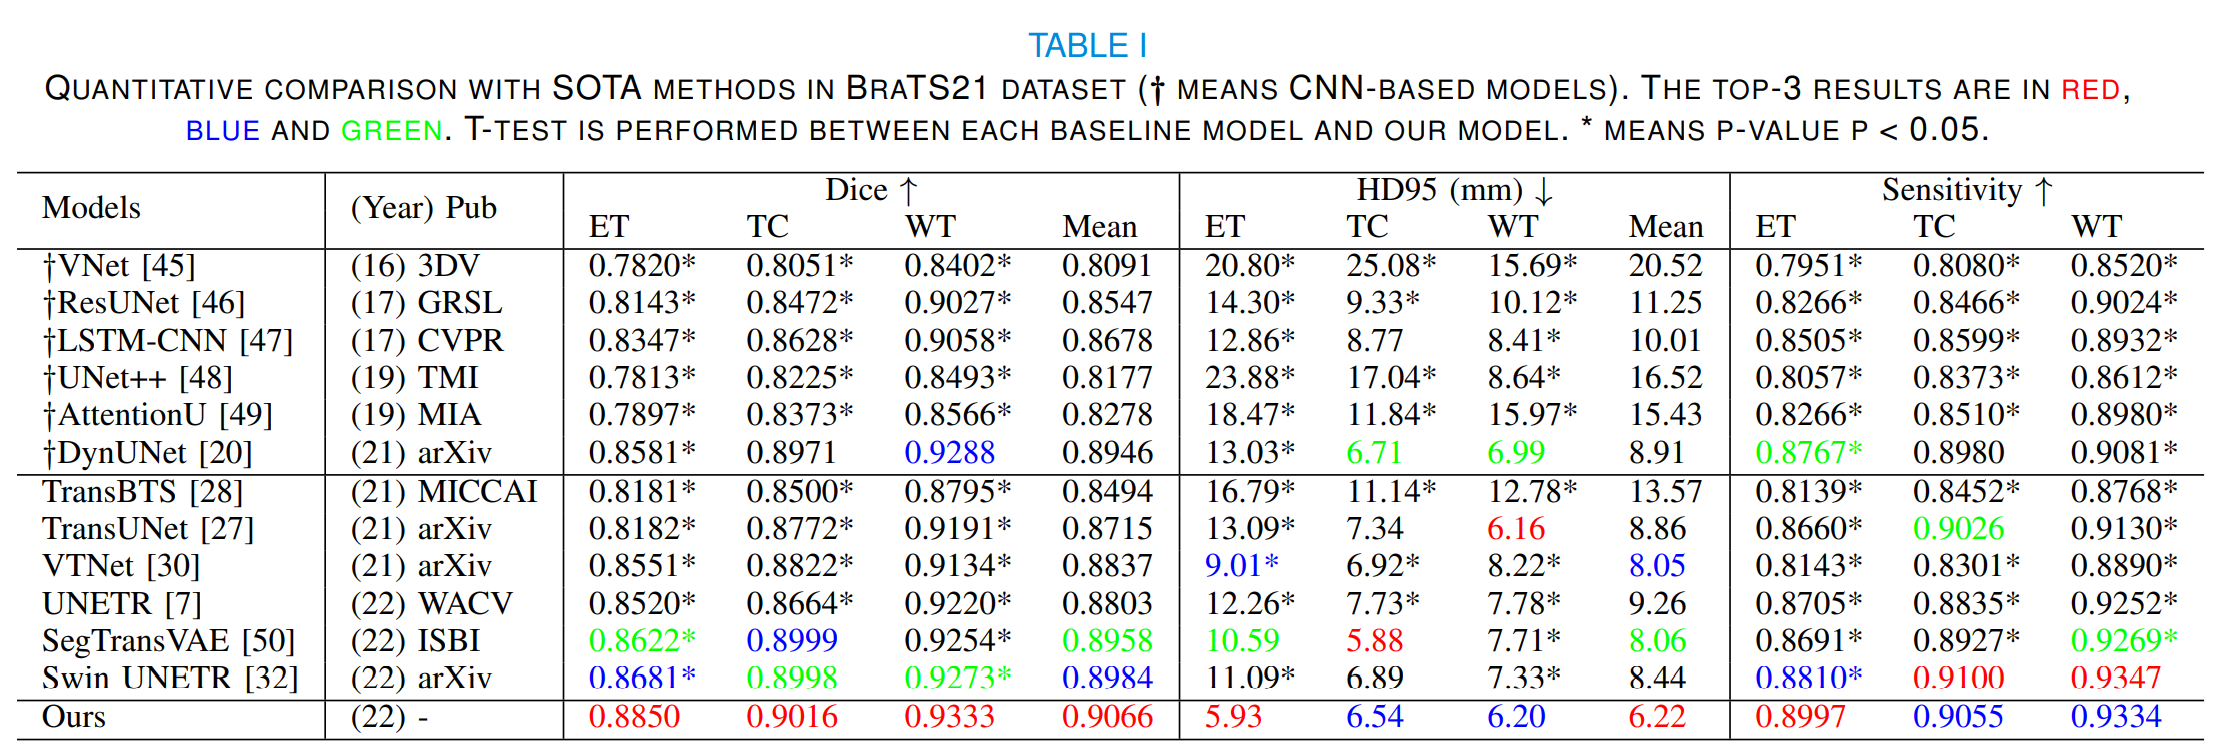 TABLE I
QUANTITATIVE COMPARISON WITH SOTA METHODS IN BRATS21 DATASET († MEANS CNN-BASED MODELS). THE TOP-3 RESULTS ARE IN RED,
BLUE AND GREEN. T-TEST IS PERFORMED BETWEEN EACH BASELINE MODEL AND OUR MODEL. * MEANS P-VALUE P < 0.05.
Models (Year) Pub Dice ↑ HD95 (mm) ↓ Sensitivity ↑
ET TC WT Mean ET TC WT Mean ET TC WT
†VNet [45] (16) 3DV 0.7820* 0.8051* 0.8402* 0.8091 20.80* 25.08* 15.69* 20.52 0.7951* 0.8080* 0.8520*
†ResUNet [46] (17) GRSL 0.8143* 0.8472* 0.9027* 0.8547 14.30* 9.33* 10.12* 11.25 0.8266* 0.8466* 0.9024*
†LSTM-CNN [47] (17) CVPR 0.8347* 0.8628* 0.9058* 0.8678 12.86* 8.77 8.41* 10.01 0.8505* 0.8599* 0.8932*
†UNet++ [48] (19) TMI 0.7813* 0.8225* 0.8493* 0.8177 23.88* 17.04* 8.64* 16.52 0.8057* 0.8373* 0.8612*
†AttentionU [49] (19) MIA 0.7897* 0.8373* 0.8566* 0.8278 18.47* 11.84* 15.97* 15.43 0.8266* 0.8510* 0.8980*
†DynUNet [20] (21) arXiv 0.8581* 0.8971 0.9288 0.8946 13.03* 6.71 6.99 8.91 0.8767* 0.8980 0.9081*
TransBTS [28] (21) MICCAI 0.8181* 0.8500* 0.8795* 0.8494 16.79* 11.14* 12.78* 13.57 0.8139* 0.8452* 0.8768*
TransUNet [27] (21) arXiv 0.8182* 0.8772* 0.9191* 0.8715 13.09* 7.34 6.16 8.86 0.8660* 0.9026 0.9130*
VTNet [30] (21) arXiv 0.8551* 0.8822* 0.9134* 0.8837 9.01* 6.92* 8.22* 8.05 0.8143* 0.8301* 0.8890*
UNETR [7] (22) WACV 0.8520* 0.8664* 0.9220* 0.8803 12.26* 7.73* 7.78* 9.26 0.8705* 0.8835* 0.9252*
SegTransVAE [50] (22) ISBI 0.8622* 0.8999 0.9254* 0.8958 10.59 5.88 7.71* 8.06 0.8691* 0.8927* 0.9269*
Swin UNETR [32] (22) arXiv 0.8681* 0.8998 0.9273* 0.8984 11.09* 6.89 7.33* 8.44 0.8810* 0.9100 0.9347
Ours (22) - 0.8850 0.9016 0.9333 0.9066 5.93 6.54 6.20 6.22 0.8997 0.9055 0.9334